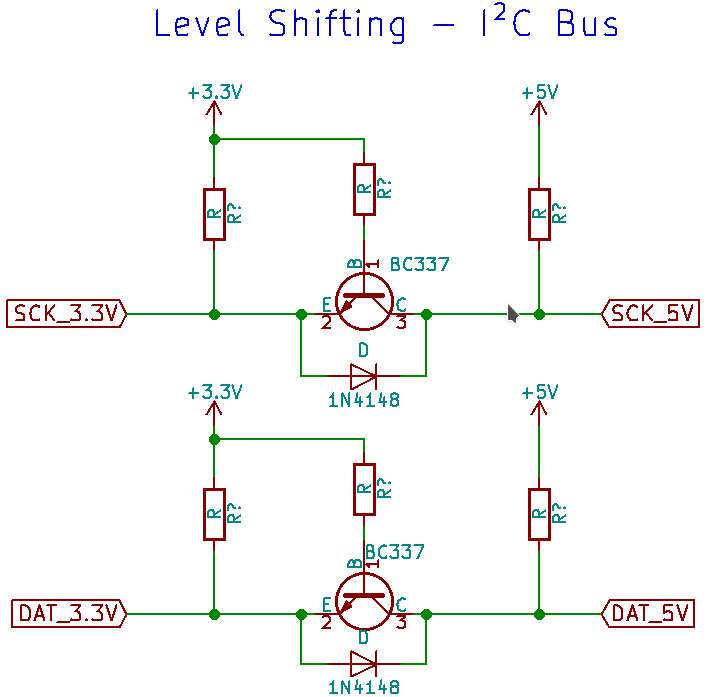 Level Shifting - I²C Bus
+3.3V
+5V
R
R?
R
R?
R
R?
B
1
BC337
SCK_3.3V
E
2
C
3
SCK_5V
D
1N4148
+3.3V
+5V
R
R?
R
R?
R
R?
BC337
B
1
DAT_3.3V
E
2
C
3
DAT_5V
D
1N4148